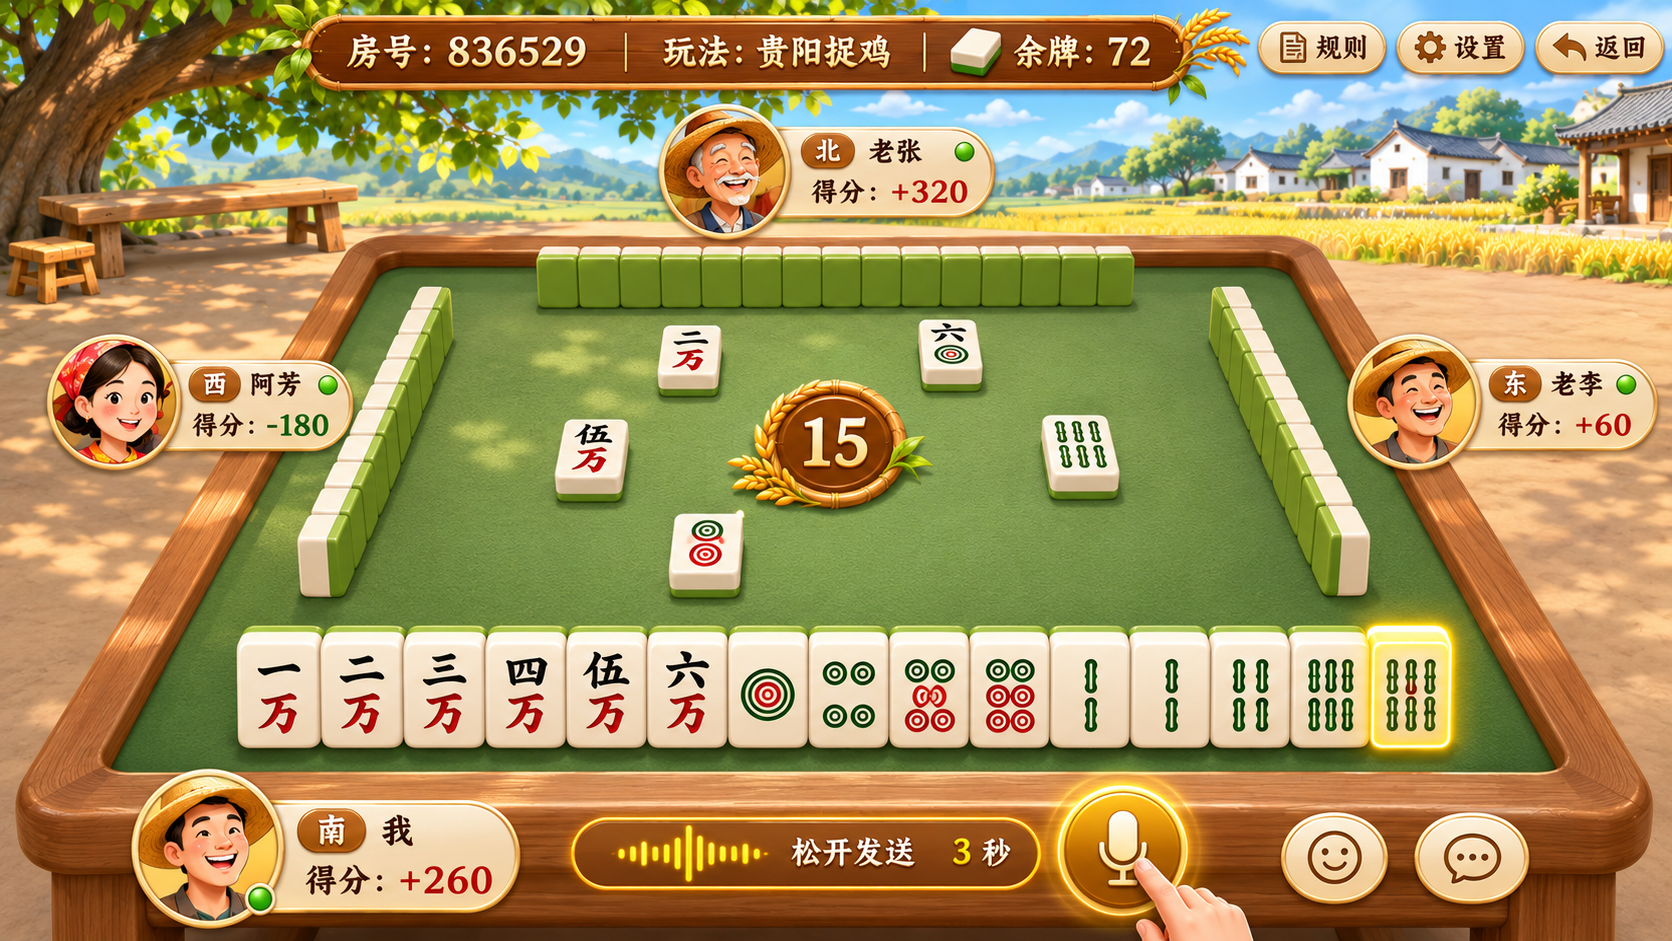 房号：836529 玩法：贵阳捉鸡 余牌：72
规则 设置 返回
北 老张
得分：+320
西 阿芳
得分：-180
东 老李
得分：+60
二万
六
伍万
15
一万 二万 三万 四万 伍万 六万
南 我
得分：+260
松开发送 3 秒